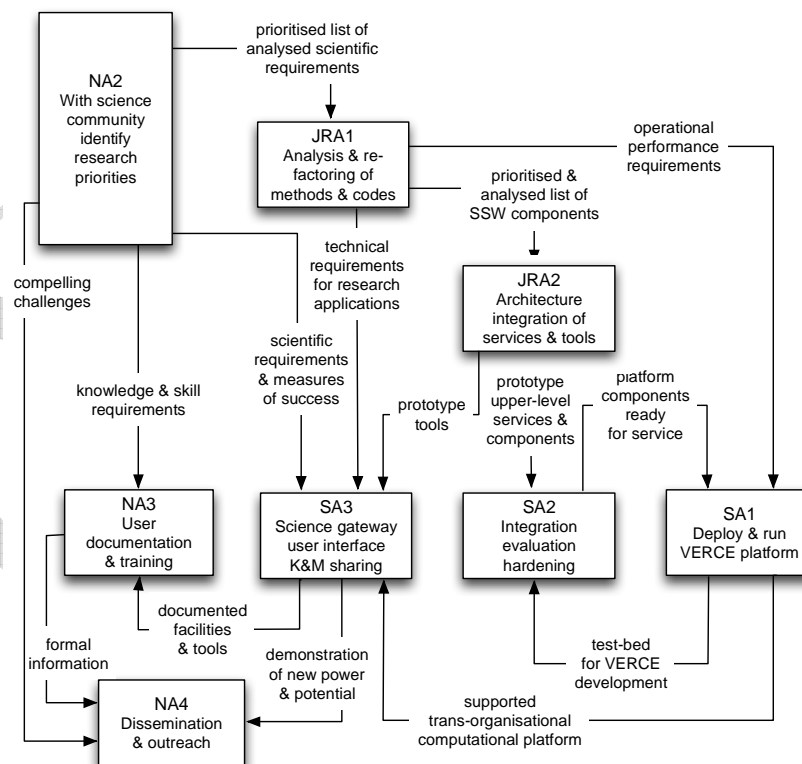 prioritised list of
analysed scientific
requirements
NA2
With science
community
identify
research
priorities
JRA1
Analysis & re-
factoring of
methods & codes
operational
performance
requirements
prioritised &
analysed list of
SSW components
compelling
challenges
technical
requirements
for research
applications
JRA2
Architecture
integration of
services & tools
scientific
requirements
& measures
of success
knowledge & skill
requirements
prototype
tools
prototype
upper-level
services &
components
platform
components
ready
for service
NA3
User
documentation
& training
SA3
Science gateway
user interface
K&M sharing
SA2
Integration
evaluation
hardening
SA1
Deploy & run
VERCE platform
documented
facilities
& tools
formal
information
demonstration
of new power
& potential
test-bed
for VERCE
development
NA4
Dissemination
& outreach
supported
trans-organisational
computational platform